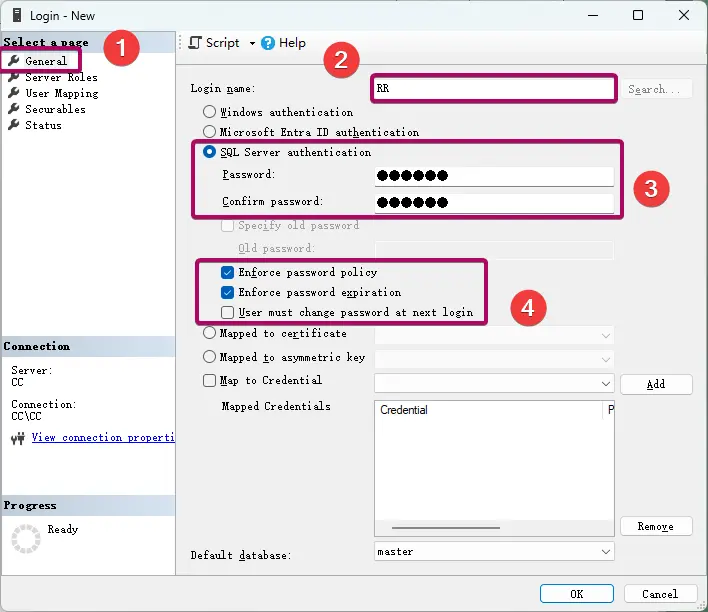 Login - New
Select a page
1
General
Server Roles
User Mapping
Securables
Status
Script
Help
2
Login name:
RR
Search...
Windows authentication
Microsoft Entra ID authentication
SQL Server authentication
Password:
Confirm password:
3
Specify old password
Old password:
Enforce password policy
Enforce password expiration
User must change password at next login
4
Mapped to certificate
Mapped to asymmetric key
Map to Credential
Add
Mapped Credentials
Credential
P
Remove
Default database:
master
Connection
Server:
CC
Connection:
CC\CC
View connection properti
Progress
Ready
OK
Cancel